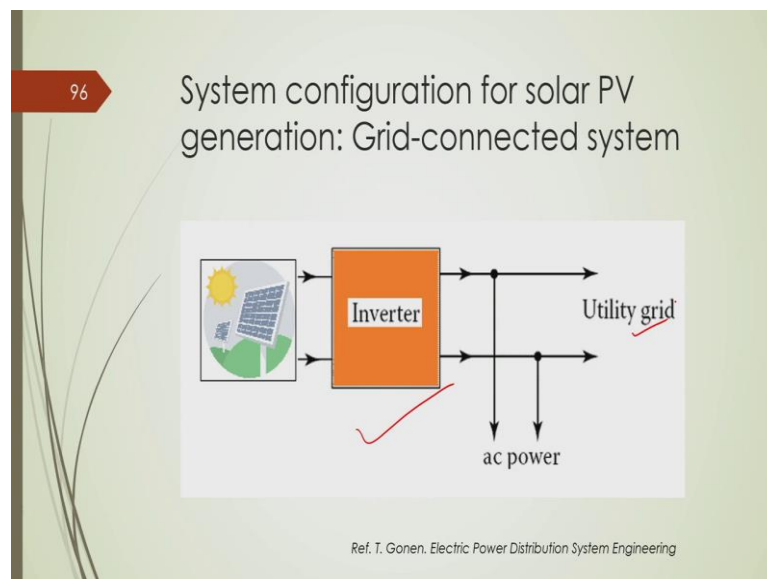 96
System configuration for solar PV
generation: Grid-connected system
Inverter
Utility grid
ac power
Ref. T. Gonen. Electric Power Distribution System Engineering